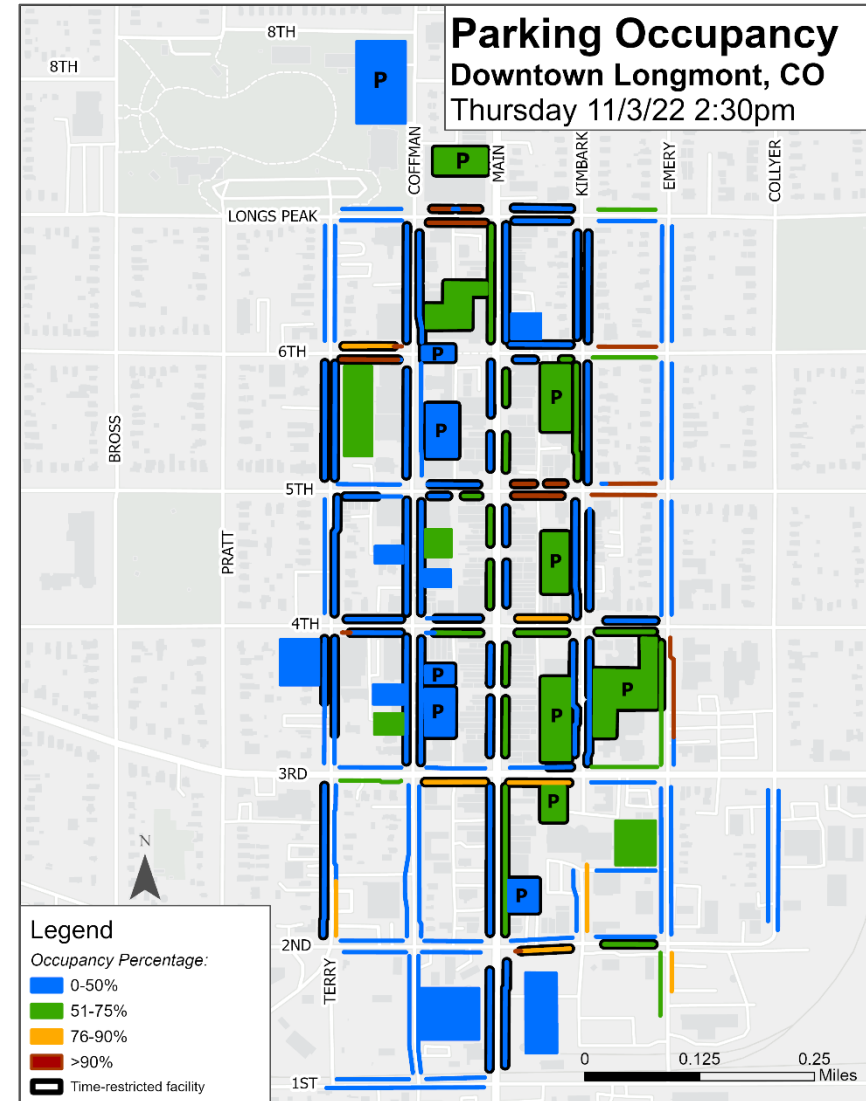 Parking Occupancy
Downtown Longmont, CO
Thursday 11/3/22 2:30pm
8TH
8TH
P
COFFMAN
MAIN
KIMBARK
EMERY
COLLYER
P
LONGS PEAK
6TH
P
BROSS
P
P
5TH
PRATT
P
4TH
P
P
P
P
3RD
P
N
P
2ND
TERRY
1ST
Legend
Occupancy Percentage:
0-50%
51-75%
76-90%
>90%
Time-restricted facility
0 0.125 0.25
Miles